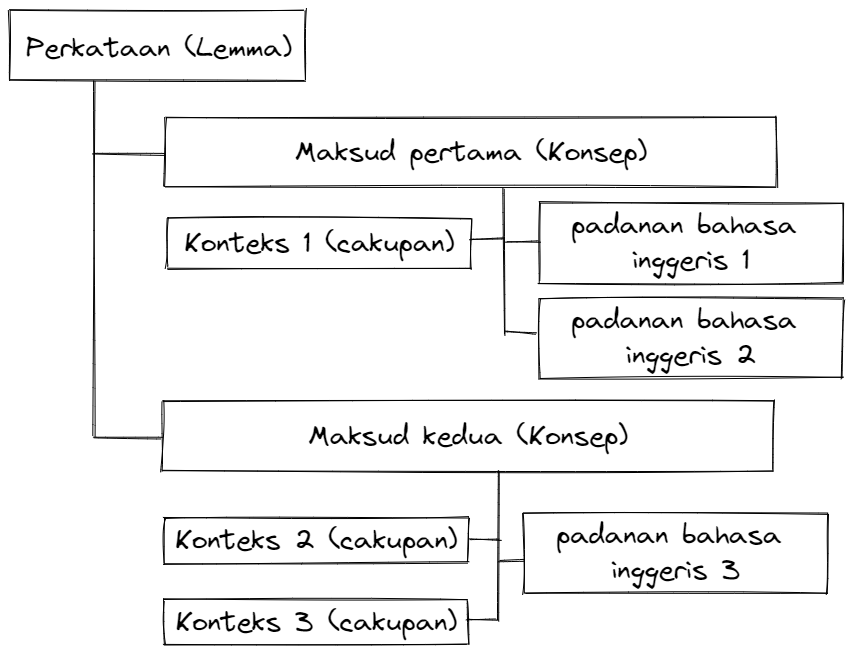 Perkataan (Lemma)
Maksud pertama (Konsep)
Konteks 1 (cakupan)
padanan bahasa
inggeris 1
padanan bahasa
inggeris 2
Maksud kedua (Konsep)
Konteks 2 (cakupan)
padanan bahasa
inggeris 3
Konteks 3 (cakupan)